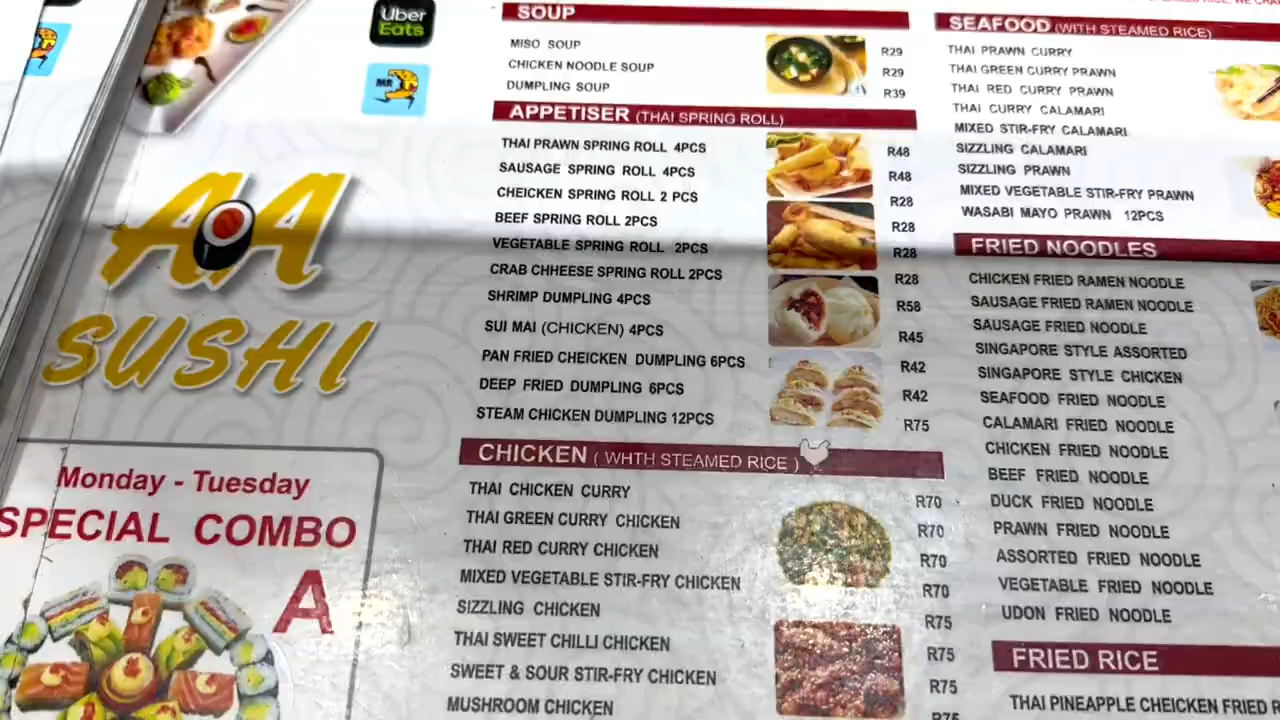 Uber
Eats
MR
AA
SUSHI
Monday - Tuesday
SPECIAL COMBO
A
SOUP
MISO SOUP R29
CHICKEN NOODLE SOUP R29
DUMPLING SOUP R39
APPETISER (THAI SPRING ROLL)
THAI PRAWN SPRING ROLL 4PCS R48
SAUSAGE SPRING ROLL 4PCS R48
CHEICKEN SPRING ROLL 2 PCS R28
BEEF SPRING ROLL 2PCS R28
VEGETABLE SPRING ROLL 2PCS R28
CRAB CHHEESE SPRING ROLL 2PCS R28
SHRIMP DUMPLING 4PCS R58
SUI MAI (CHICKEN) 4PCS R45
PAN FRIED CHEICKEN DUMPLING 6PCS R42
DEEP FRIED DUMPLING 6PCS R42
STEAM CHICKEN DUMPLING 12PCS R75
CHICKEN ( WHTH STEAMED RICE )
THAI CHICKEN CURRY R70
THAI GREEN CURRY CHICKEN R70
THAI RED CURRY CHICKEN R70
MIXED VEGETABLE STIR-FRY CHICKEN R70
SIZZLING CHICKEN R75
THAI SWEET CHILLI CHICKEN R75
SWEET & SOUR STIR-FRY CHICKEN R75
MUSHROOM CHICKEN R75
SEAFOOD (WITH STEAMED RICE)
THAI PRAWN CURRY
THAI GREEN CURRY PRAWN
THAI RED CURRY PRAWN
THAI CURRY CALAMARI
MIXED STIR-FRY CALAMARI
SIZZLING CALAMARI
SIZZLING PRAWN
MIXED VEGETABLE STIR-FRY PRAWN
WASABI MAYO PRAWN 12PCS
FRIED NOODLES
CHICKEN FRIED RAMEN NOODLE
SAUSAGE FRIED RAMEN NOODLE
SAUSAGE FRIED NOODLE
SINGAPORE STYLE ASSORTED
SINGAPORE STYLE CHICKEN
SEAFOOD FRIED NOODLE
CALAMARI FRIED NOODLE
CHICKEN FRIED NOODLE
BEEF FRIED NOODLE
DUCK FRIED NOODLE
PRAWN FRIED NOODLE
ASSORTED FRIED NOODLE
VEGETABLE FRIED NOODLE
UDON FRIED NOODLE
FRIED RICE
THAI PINEAPPLE CHEICKEN FRIED